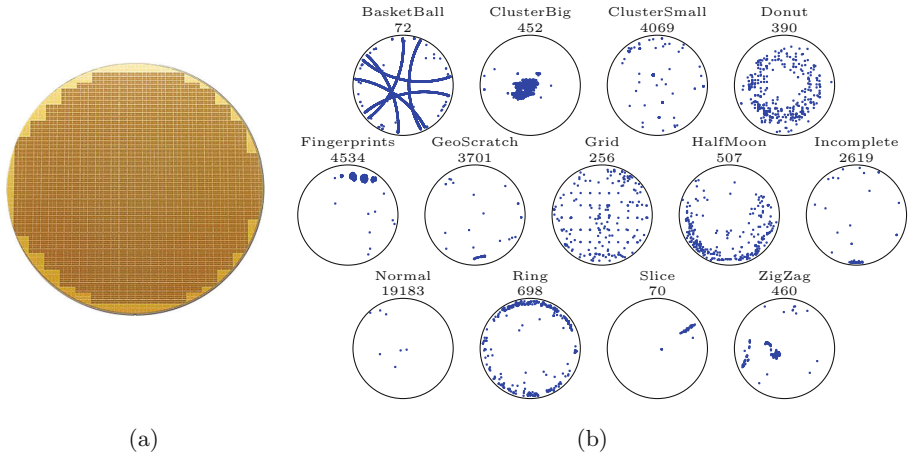 BasketBall ClusterBig ClusterSmall Donut
72 452 4069 390
Fingerprints GeoScratch Grid HalfMoon Incomplete
4534 3701 256 507 2619
Normal Ring Slice ZigZag
19183 698 70 460
(a) (b)